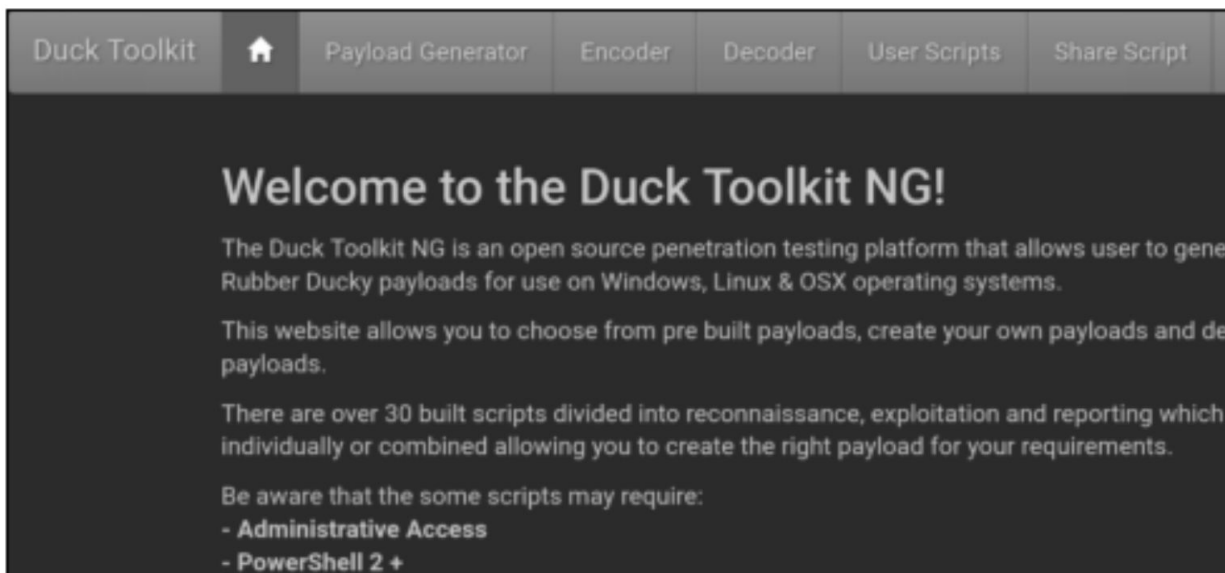 Duck Toolkit Payload Generator Encoder Decoder User Scripts Share Script
Welcome to the Duck Toolkit NG!
The Duck Toolkit NG is an open source penetration testing platform that allows user to gene
Rubber Ducky payloads for use on Windows, Linux & OSX operating systems.
This website allows you to choose from pre built payloads, create your own payloads and de
payloads.
There are over 30 built scripts divided into reconnaissance, exploitation and reporting which
individually or combined allowing you to create the right payload for your requirements.
Be aware that the some scripts may require:
- Administrative Access
- PowerShell 2 +